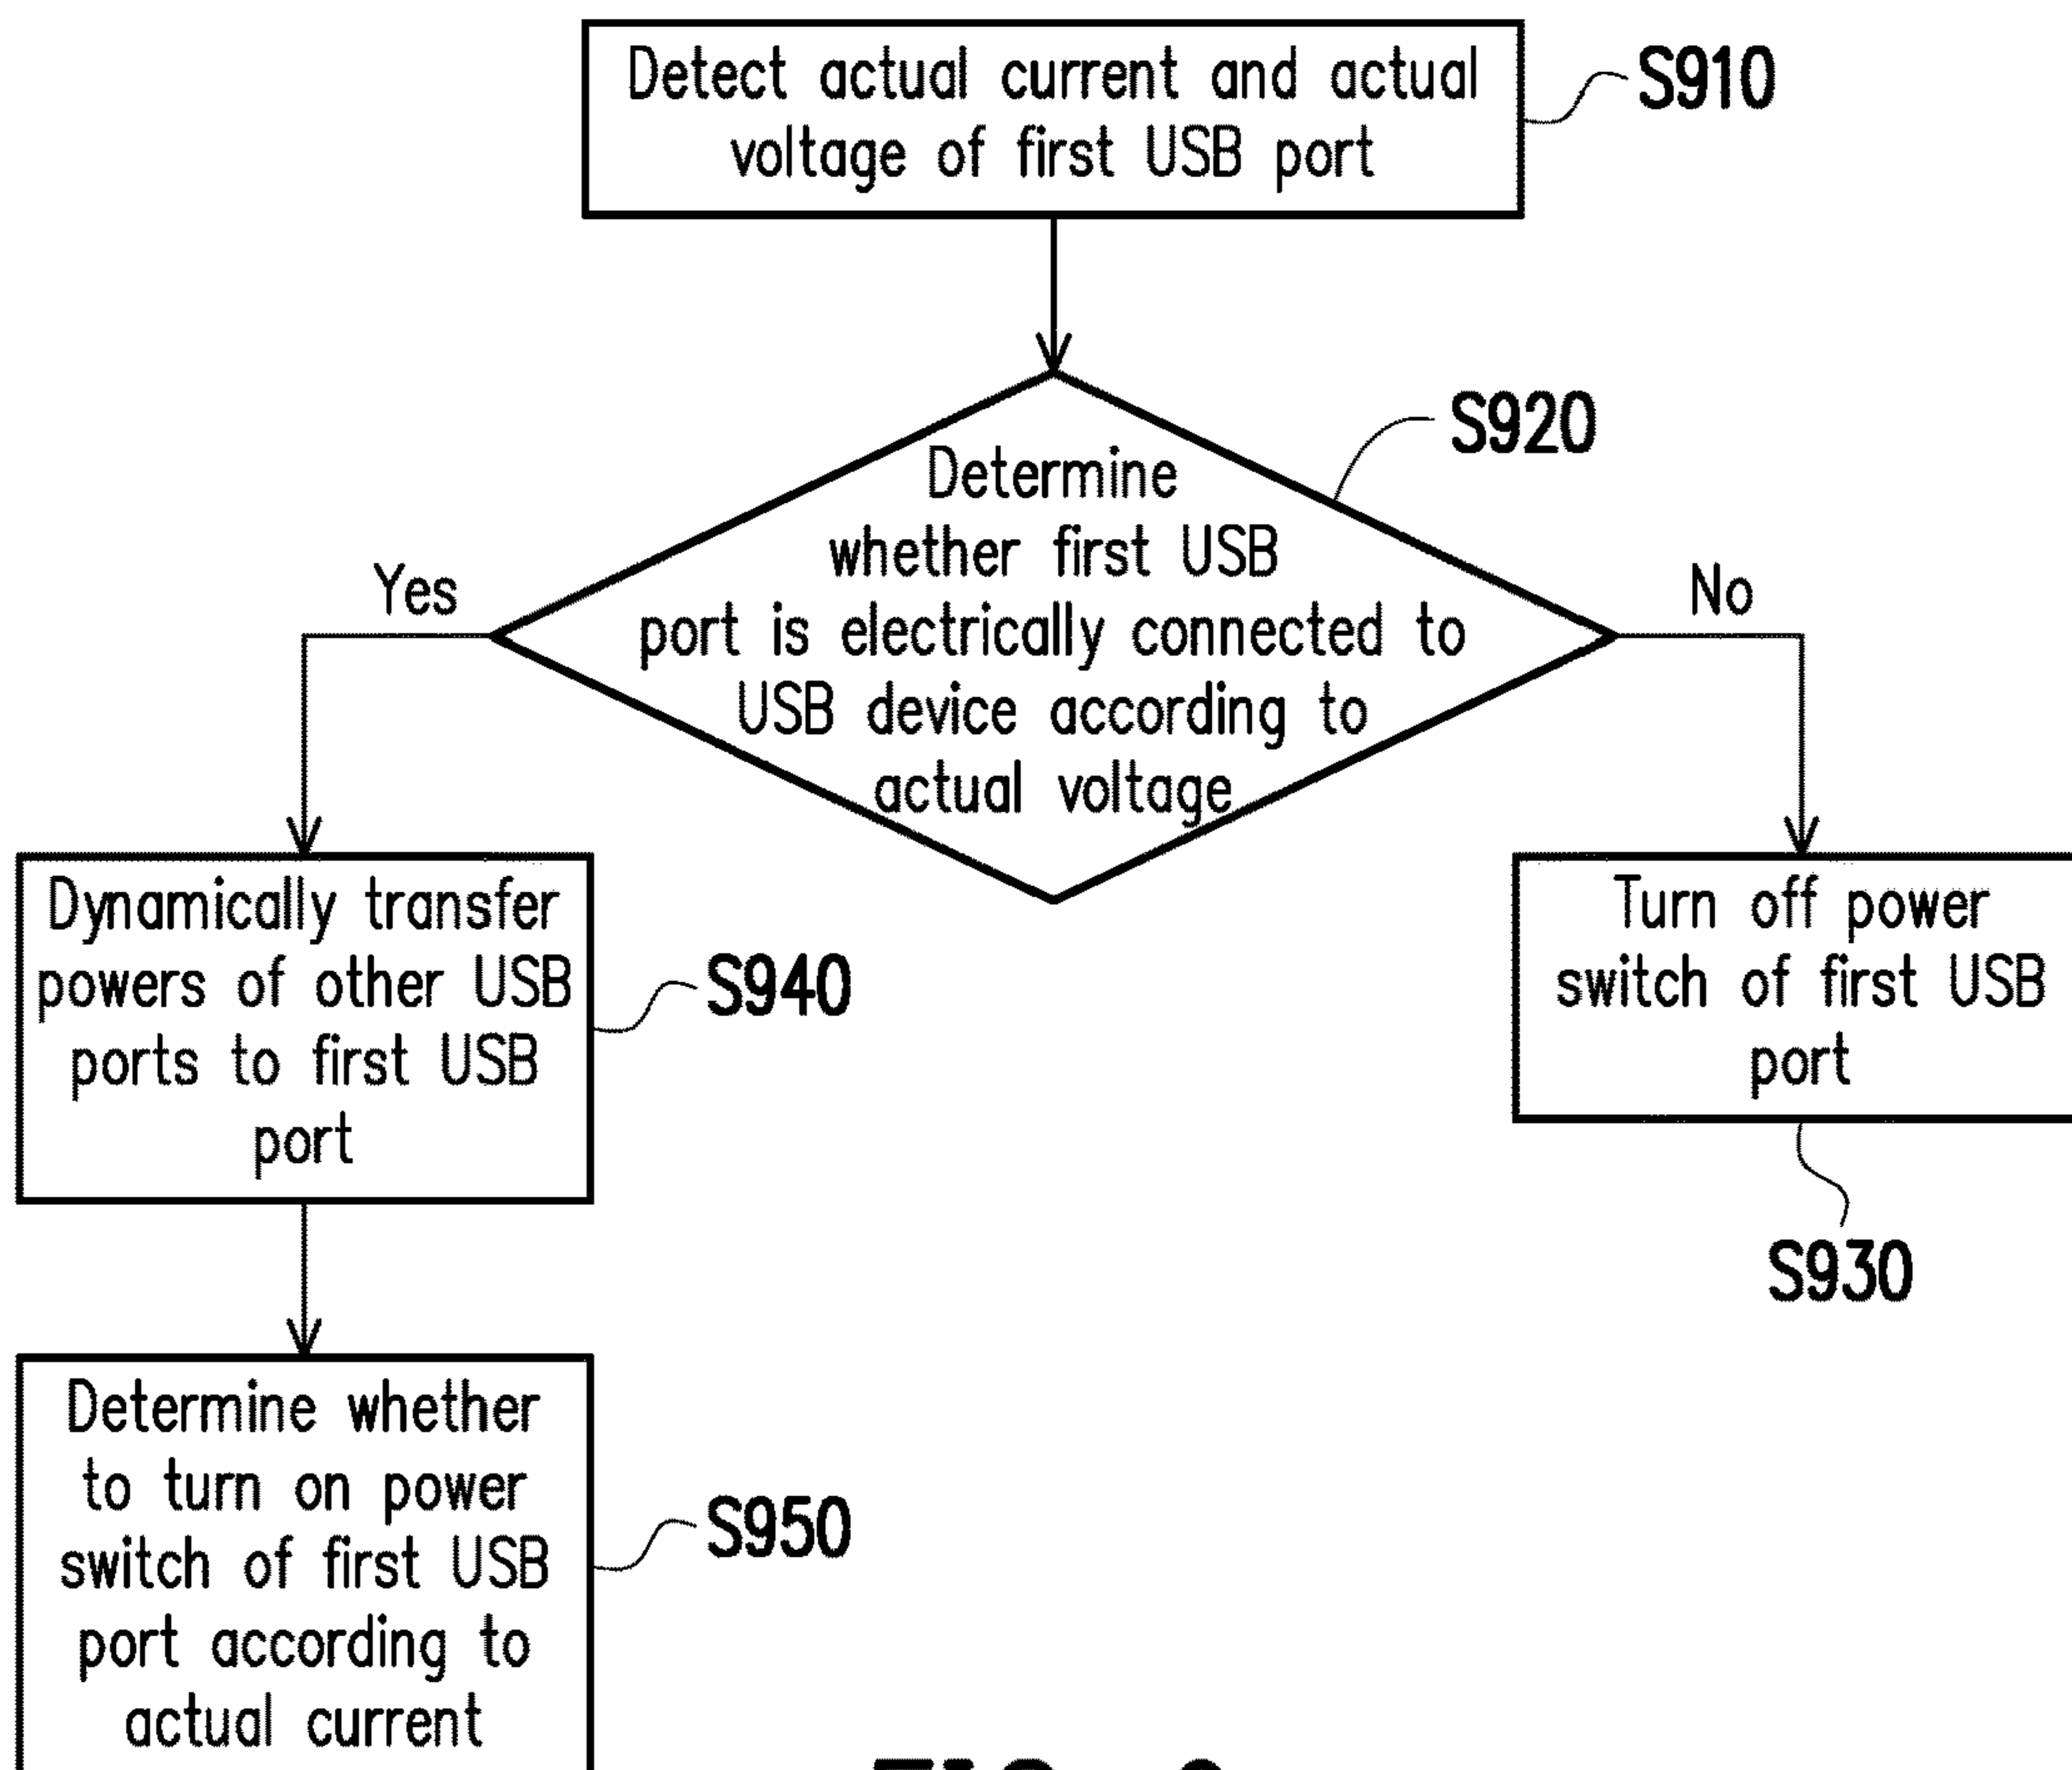 Detect actual current and actual
voltage of first USB port
S910
S920
Determine
whether first USB
port is electrically connected to
USB device according to
actual voltage
Yes
No
Dynamically transfer
powers of other USB
ports to first USB
port
S940
Turn off power
switch of first USB
port
S930
Determine whether
to turn on power
switch of first USB
port according to
actual current
S950